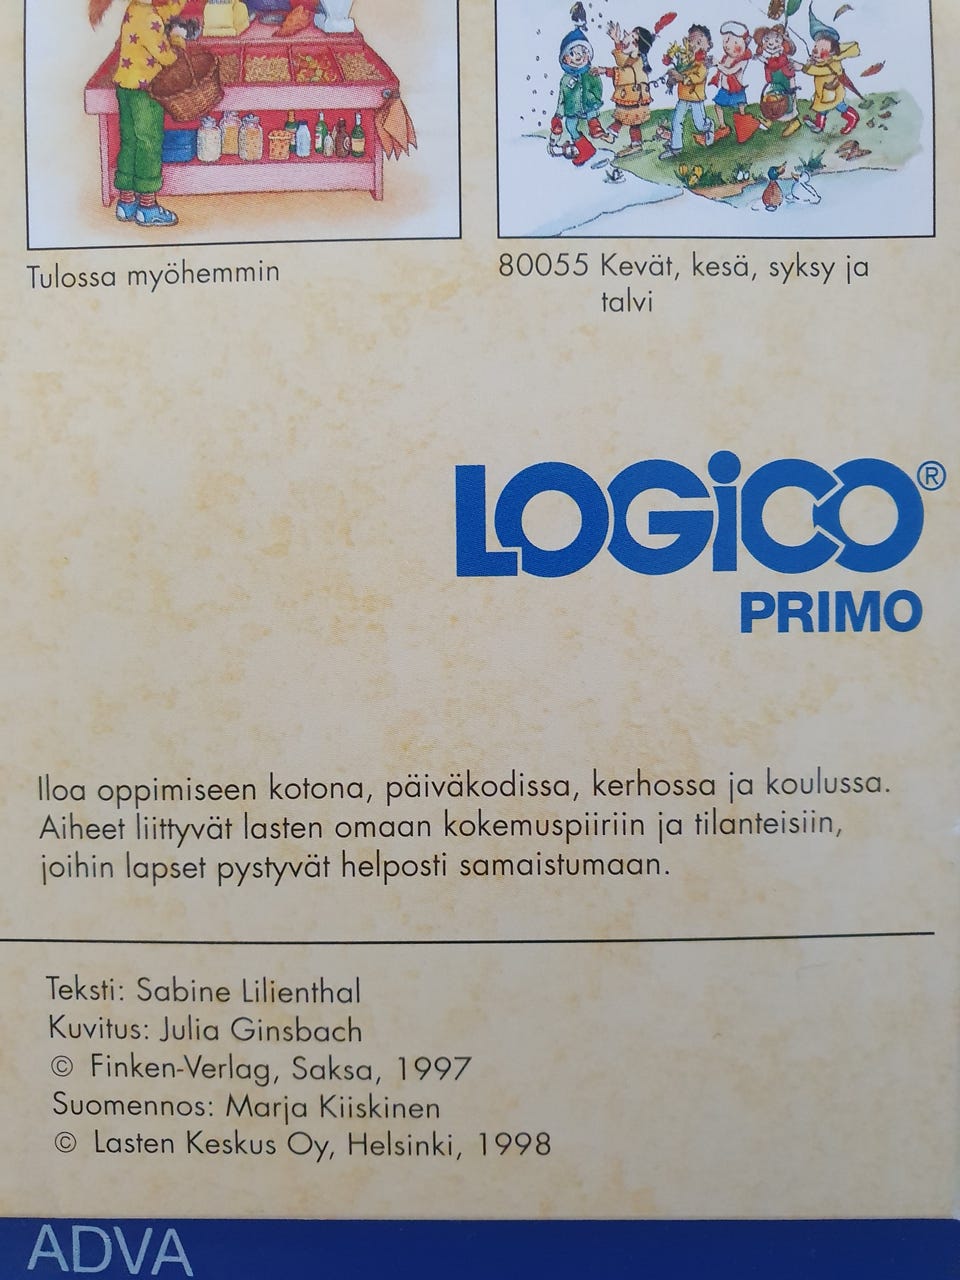 Tulossa myöhemmin
80055 Kevät, kesä, syksy ja
talvi
LOGiCO®
PRIMO
Iloa oppimiseen kotona, päiväkodissa, kerhossa ja koulussa.
Aiheet liittyvät lasten omaan kokemuspiiriin ja tilanteisiin,
joihin lapset pystyvät helposti samaistumaan.
Teksti: Sabine Lilienthal
Kuvitus: Julia Ginsbach
© Finken-Verlag, Saksa, 1997
Suomennos: Marja Kiiskinen
© Lasten Keskus Oy, Helsinki, 1998
ADVA